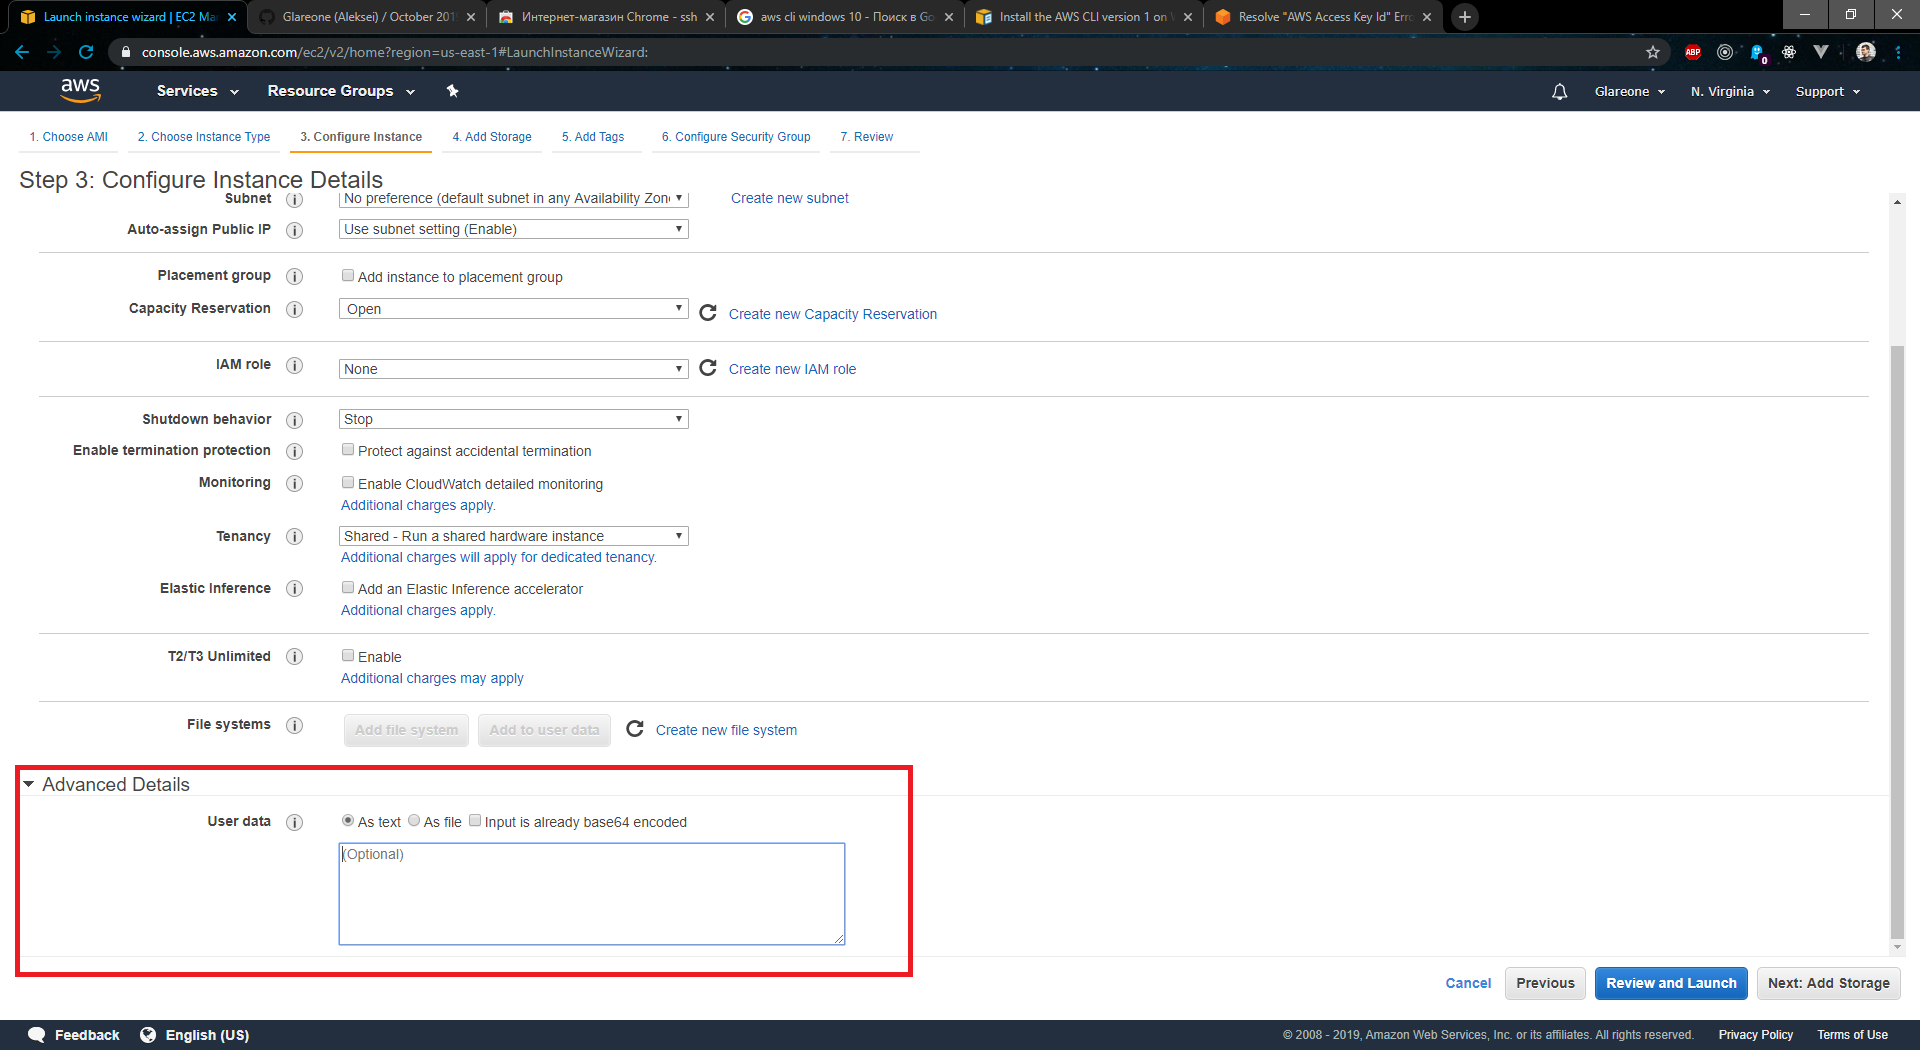 Launch instance wizard | EC2 Ma
Glareone (Aleksei) / October 201
Интернет-магазин Chrome - ssh
aws cli windows 10 - Поиск в Go
Install the AWS CLI version 1 on
Resolve "AWS Access Key Id" Erro
console.aws.amazon.com/ec2/v2/home?region=us-east-1#LaunchInstanceWizard:
ABP
0
aws
Services
Resource Groups
Glareone
N. Virginia
Support
1. Choose AMI
2. Choose Instance Type
3. Configure Instance
4. Add Storage
5. Add Tags
6. Configure Security Group
7. Review
Step 3: Configure Instance Details
Subnet
No preference (default subnet in any Availability Zon
Create new subnet
Auto-assign Public IP
Use subnet setting (Enable)
Placement group
Add instance to placement group
Capacity Reservation
Open
Create new Capacity Reservation
IAM role
None
Create new IAM role
Shutdown behavior
Stop
Enable termination protection
Protect against accidental termination
Monitoring
Enable CloudWatch detailed monitoring
Additional charges apply.
Tenancy
Shared - Run a shared hardware instance
Additional charges will apply for dedicated tenancy.
Elastic Inference
Add an Elastic Inference accelerator
Additional charges apply.
T2/T3 Unlimited
Enable
Additional charges may apply
File systems
Add file system
Add to user data
Create new file system
Advanced Details
User data
As text
As file
Input is already base64 encoded
(Optional)
Cancel
Previous
Review and Launch
Next: Add Storage
Feedback
English (US)
© 2008 - 2019, Amazon Web Services, Inc. or its affiliates. All rights reserved.
Privacy Policy
Terms of Use